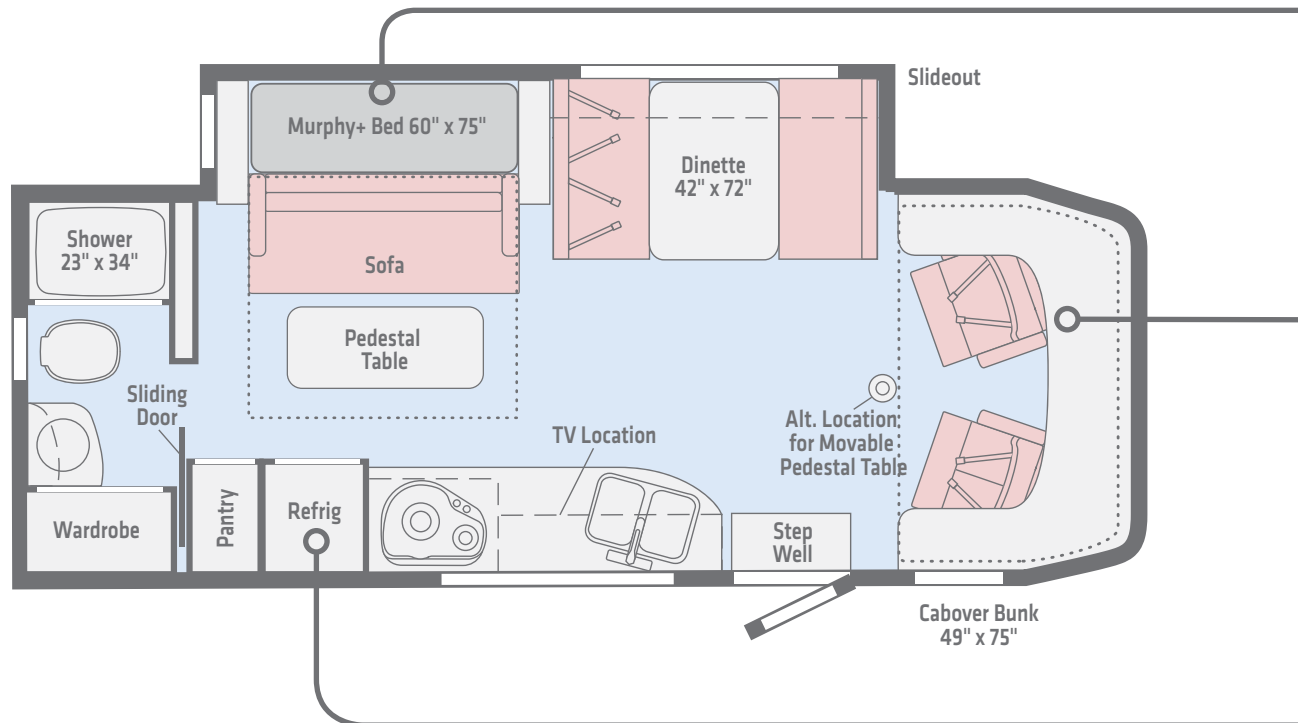 Slideout
Murphy+ Bed 60" x 75"
Dinette
42" x 72"
Shower
23" x 34"
Sofa
Pedestal
Table
Sliding
Door
TV Location
Alt. Location
for Movable
Pedestal Table
Wardrobe
Pantry
Refrig
Step
Well
Cabover Bunk
49" x 75"